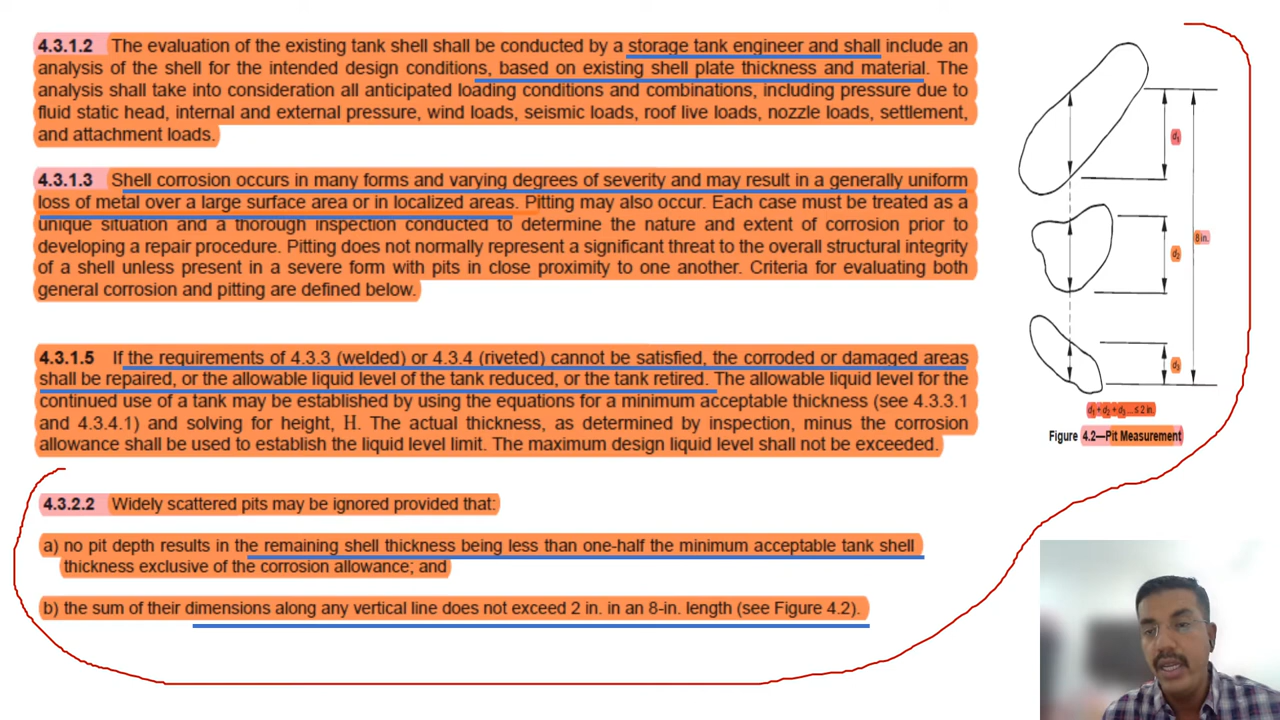 4.3.1.2 The evaluation of the existing tank shell shall be conducted by a storage tank engineer and shall include an
analysis of the shell for the intended design conditions, based on existing shell plate thickness and material. The
analysis shall take into consideration all anticipated loading conditions and combinations, including pressure due to
fluid static head, internal and external pressure, wind loads, seismic loads, roof live loads, nozzle loads, settlement,
and attachment loads.
4.3.1.3 Shell corrosion occurs in many forms and varying degrees of severity and may result in a generally uniform
loss of metal over a large surface area or in localized areas. Pitting may also occur. Each case must be treated as a
unique situation and a thorough inspection conducted to determine the nature and extent of corrosion prior to
developing a repair procedure. Pitting does not normally represent a significant threat to the overall structural integrity
of a shell unless present in a severe form with pits in close proximity to one another. Criteria for evaluating both
general corrosion and pitting are defined below.
4.3.1.5 If the requirements of 4.3.3 (welded) or 4.3.4 (riveted) cannot be satisfied, the corroded or damaged areas
shall be repaired, or the allowable liquid level of the tank reduced, or the tank retired. The allowable liquid level for the
continued use of a tank may be established by using the equations for a minimum acceptable thickness (see 4.3.3.1
and 4.3.4.1) and solving for height, H. The actual thickness, as determined by inspection, minus the corrosion
allowance shall be used to establish the liquid level limit. The maximum design liquid level shall not be exceeded.
4.3.2.2 Widely scattered pits may be ignored provided that:
a) no pit depth results in the remaining shell thickness being less than one-half the minimum acceptable tank shell
thickness exclusive of the corrosion allowance; and
b) the sum of their dimensions along any vertical line does not exceed 2 in. in an 8-in. length (see Figure 4.2).
d₁
8 in.
d₂
d₃
d₁ + d₂ + d₃ ... ≤ 2 in.
Figure 4.2—Pit Measurement